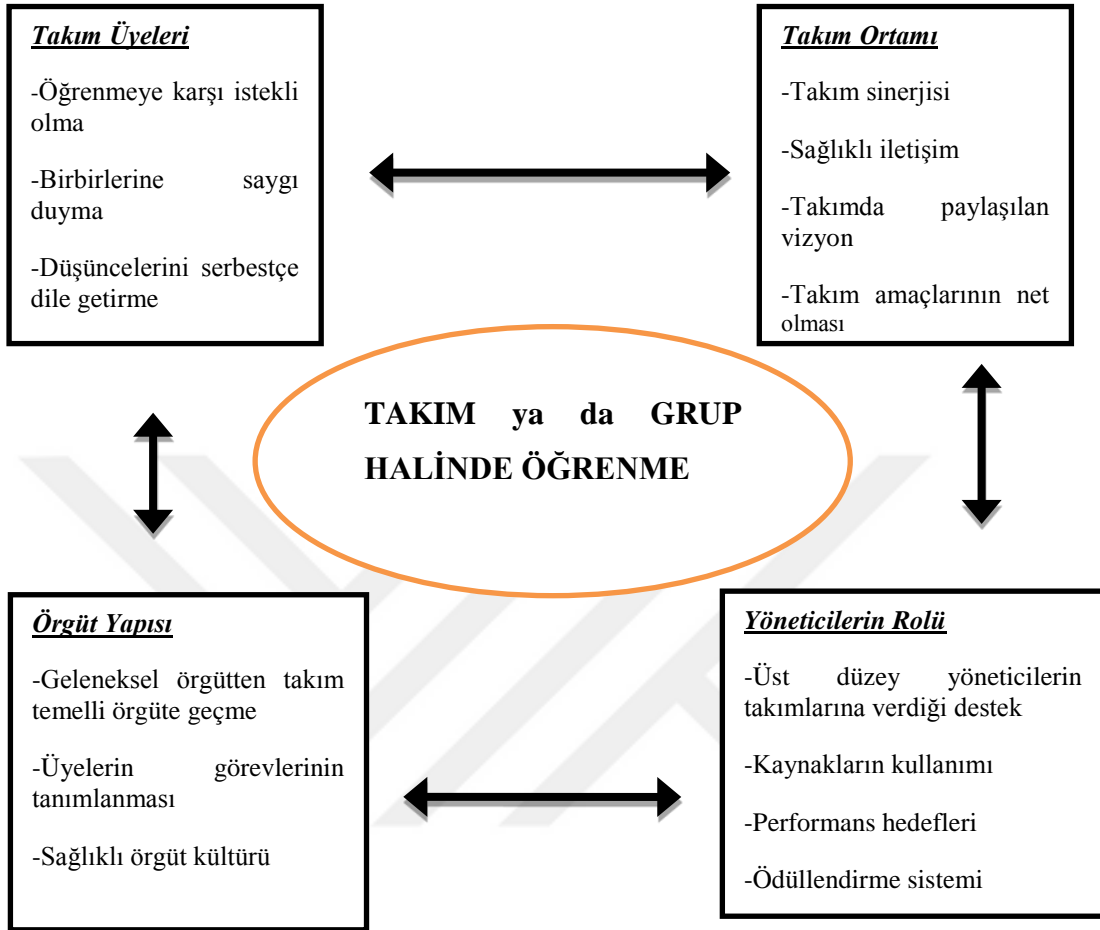 Takım Üyeleri
-Öğrenmeye karşı istekli
olma
-Birbirlerine saygı
duyma
-Düşüncelerini serbestçe
dile getirme
Takım Ortamı
-Takım sinerjisi
-Sağlıklı iletişim
-Takımda paylaşılan
vizyon
-Takım amaçlarının net
olması
TAKIM ya da GRUP
HALİNDE ÖĞRENME
Örgüt Yapısı
-Geleneksel örgütten takım
temelli örgüte geçme
-Üyelerin görevlerinin
tanımlanması
-Sağlıklı örgüt kültürü
Yöneticilerin Rolü
-Üst düzey yöneticilerin
takımlarına verdiği destek
-Kaynakların kullanımı
-Performans hedefleri
-Ödüllendirme sistemi